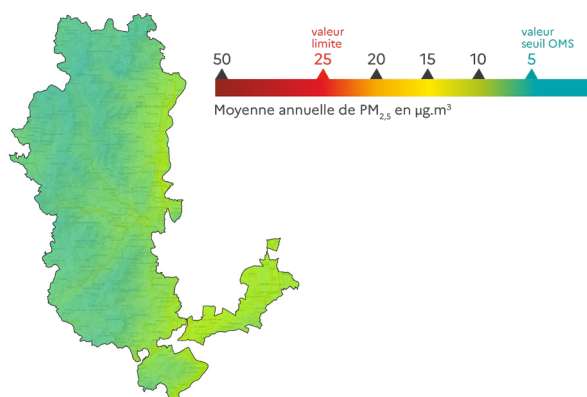 valeur
limite
valeur
seuil OMS
50 25 20 15 10 5
Moyenne annuelle de PM2,5 en µg.m³